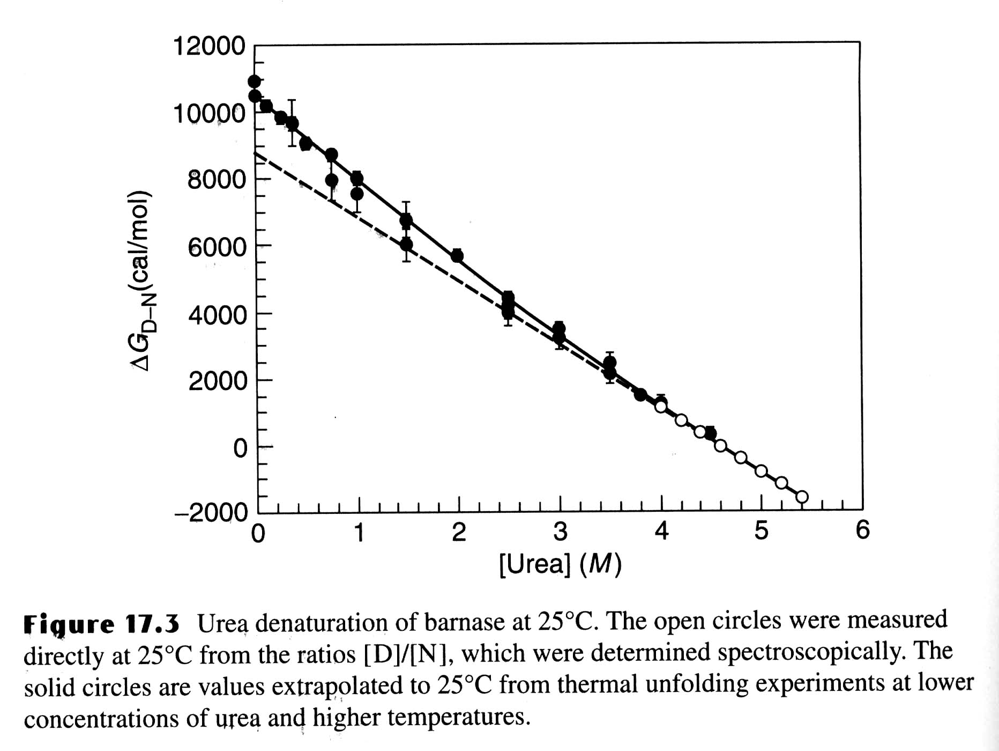 12000
10000
8000
6000
4000
2000
0
–2000
ΔG_D–N(cal/mol)
0 1 2 3 4 5 6
[Urea] (M)
Figure 17.3 Urea denaturation of barnase at 25°C. The open circles were measured
directly at 25°C from the ratios [D]/[N], which were determined spectroscopically. The
solid circles are values extrapolated to 25°C from thermal unfolding experiments at lower
concentrations of urea and higher temperatures.